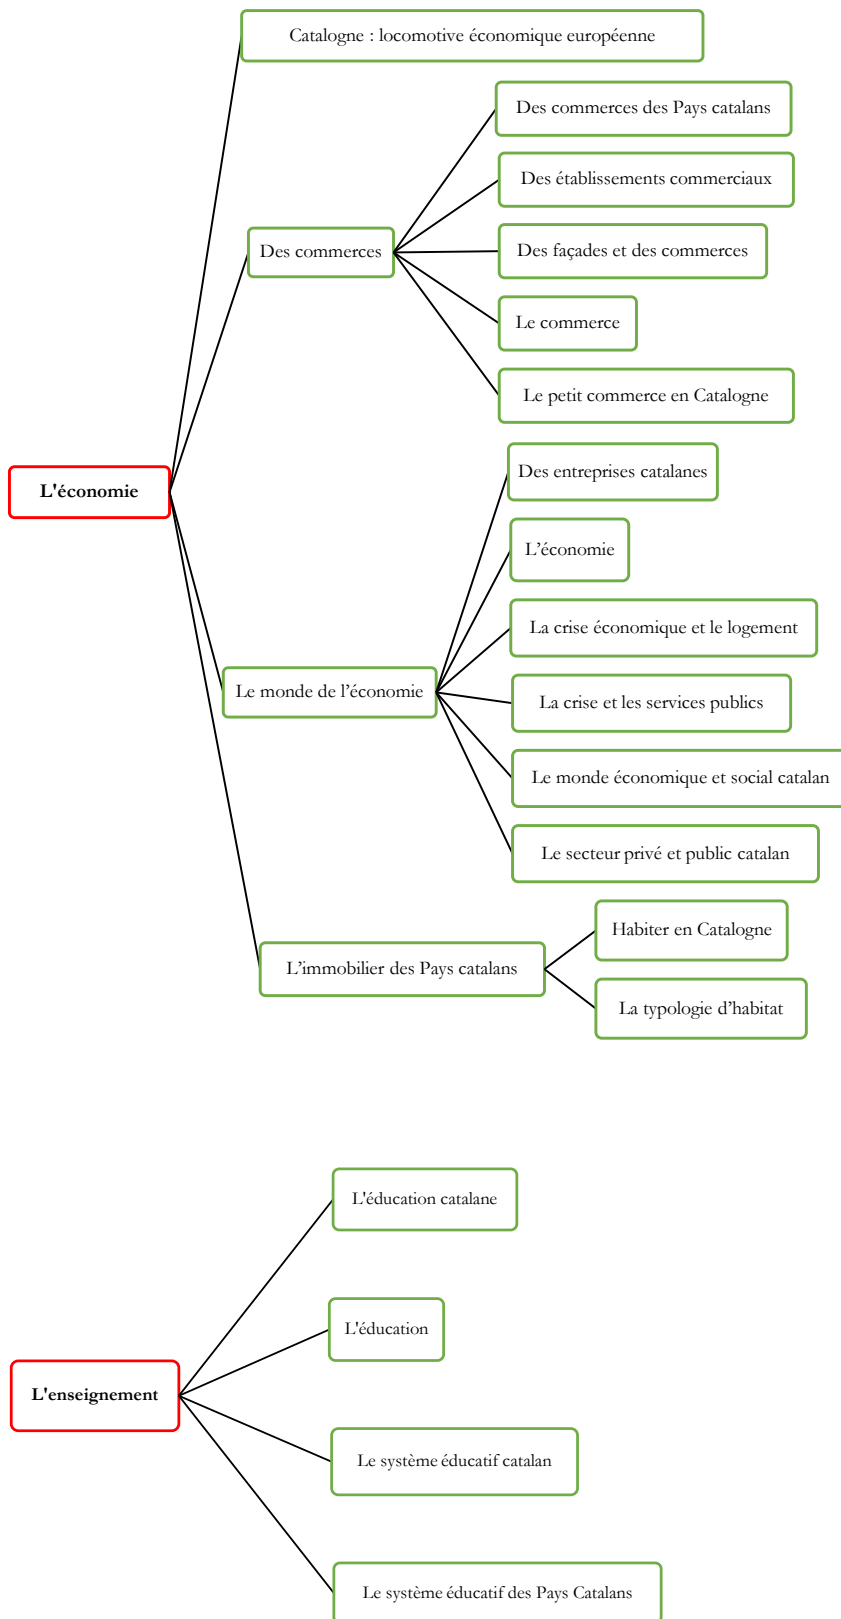 Catalogne : locomotive économique européenne
Des commerces des Pays catalans
Des établissements commerciaux
Des commerces
Des façades et des commerces
Le commerce
Le petit commerce en Catalogne
L'économie
Des entreprises catalanes
L’économie
La crise économique et le logement
Le monde de l’économie
La crise et les services publics
Le monde économique et social catalan
Le secteur privé et public catalan
L’immobilier des Pays catalans
Habiter en Catalogne
La typologie d’habitat
L'éducation catalane
L'éducation
L'enseignement
Le système éducatif catalan
Le système éducatif des Pays Catalans